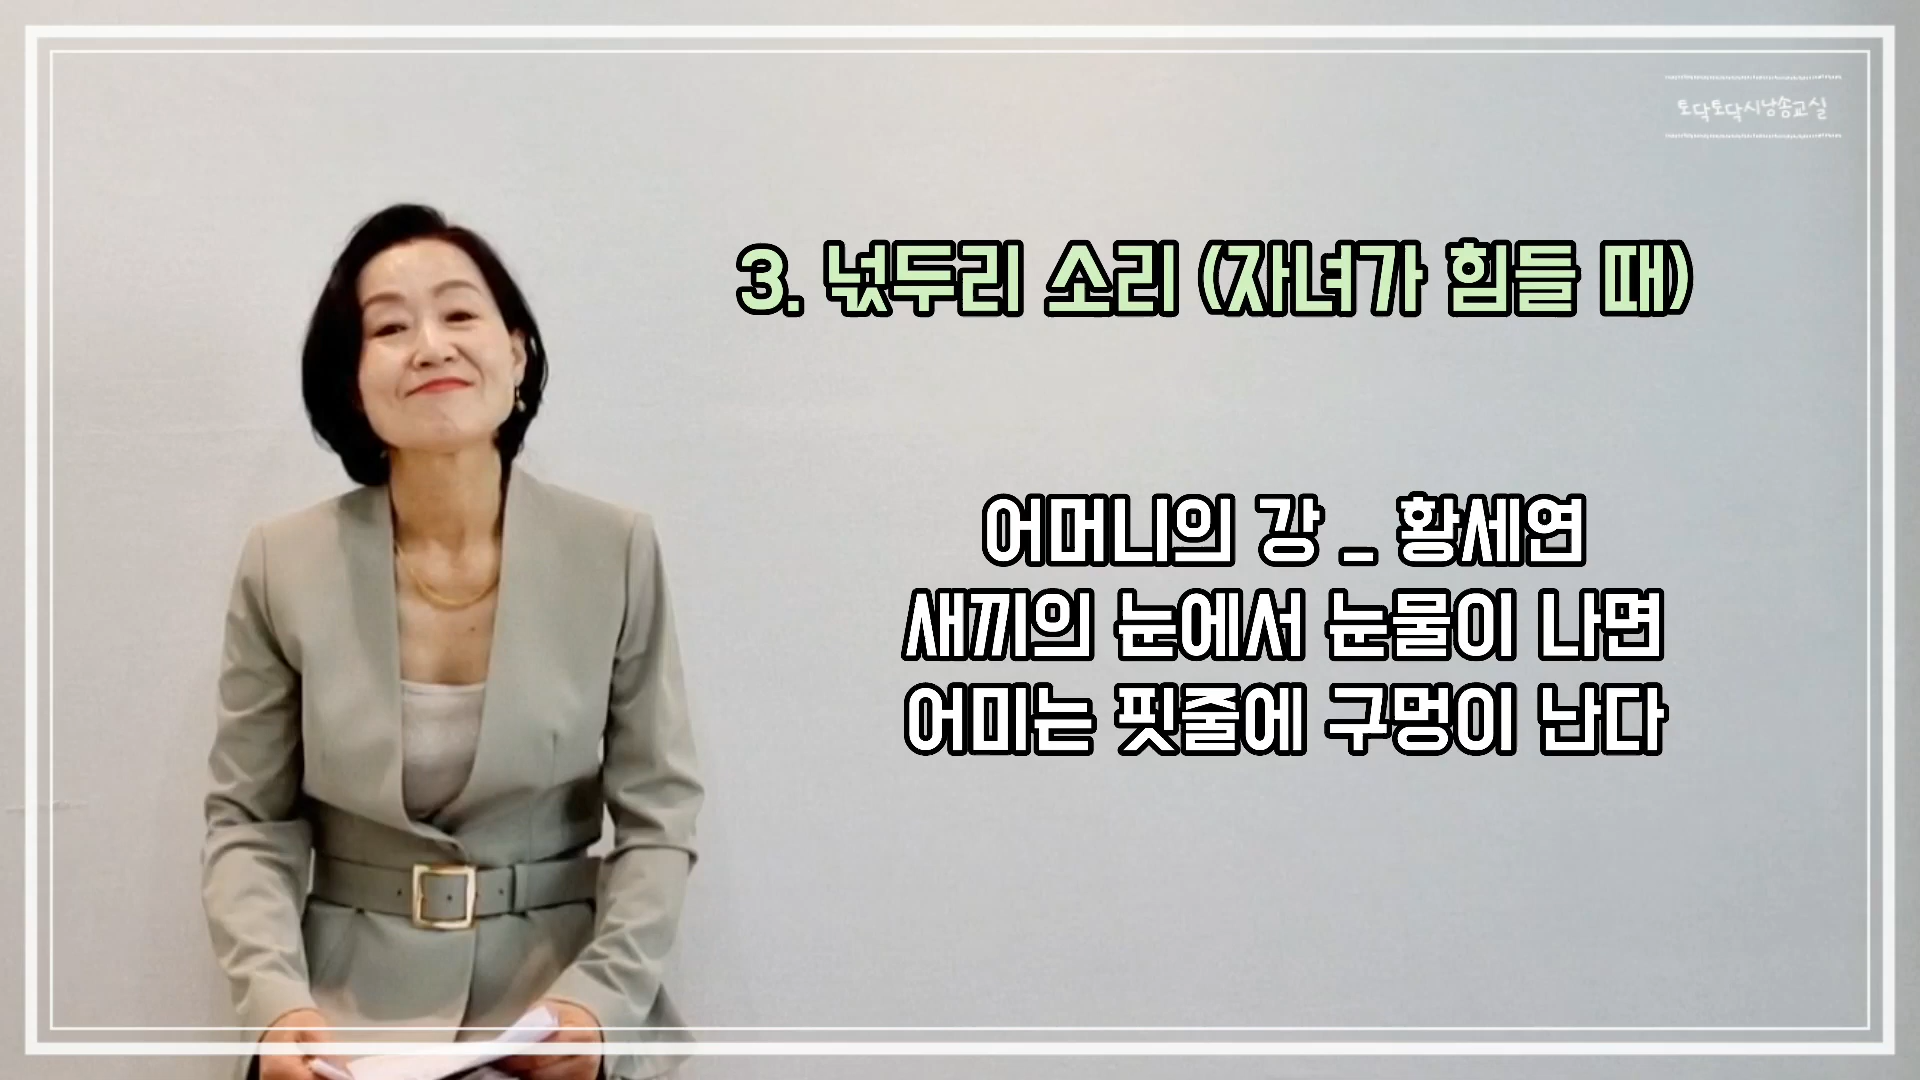 토닥토닥시낭송교실
3. 넋두리 소리 (자녀가 힘들 때)
어머니의 강 _ 황세연
새끼의 눈에서 눈물이 나면
어미는 핏줄에 구멍이 난다